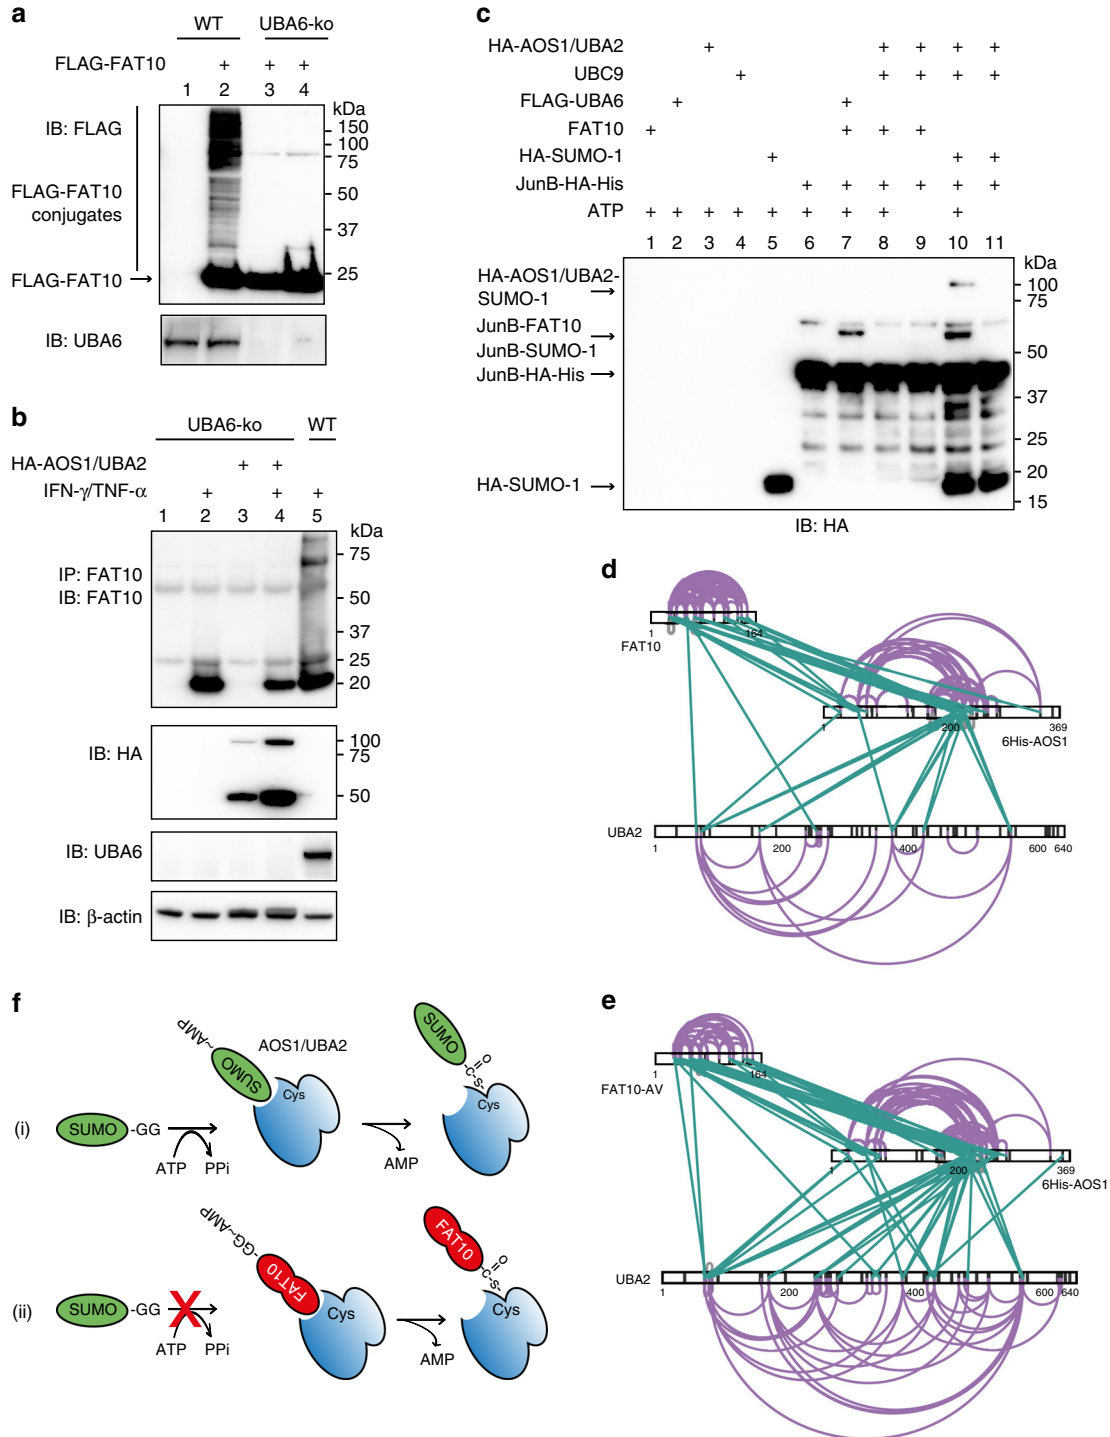 a
WT UBA6-ko
FLAG-FAT10 + + +
1 2 3 4
kDa
IB: FLAG
150
100
75
FLAG-FAT10
conjugates
50
37
FLAG-FAT10 →
25
IB: UBA6
b
UBA6-ko WT
HA-AOS1/UBA2 + +
IFN-γ/TNF-α + + +
1 2 3 4 5
kDa
75
IP: FAT10
IB: FAT10
50
37
25
20
IB: HA
100
75
50
IB: UBA6
IB: β-actin
c
HA-AOS1/UBA2 + + + + +
UBC9 + + + + +
FLAG-UBA6 + +
FAT10 + + + +
HA-SUMO-1 + + +
JunB-HA-His + + + + + +
ATP + + + + + + + + +
1 2 3 4 5 6 7 8 9 10 11
kDa
HA-AOS1/UBA2-
SUMO-1 →
100
75
JunB-FAT10
JunB-SUMO-1 →
50
JunB-HA-His →
37
25
20
HA-SUMO-1 →
15
IB: HA
d
1 164
FAT10
1 200 369
6His-AOS1
UBA2
1 200 400 600 640
e
1 164
FAT10-AV
1 200 369
6His-AOS1
UBA2
1 200 400 600 640
f
(i)
SUMO -GG
ATP PPi
SUMO ~AMP
AOS1/UBA2
Cys
AMP
SUMO -C-S-
O
Cys
(ii)
SUMO -GG
X
ATP PPi
FAT10 -GG~AMP
Cys
AMP
FAT10 -C-S-
O
Cys